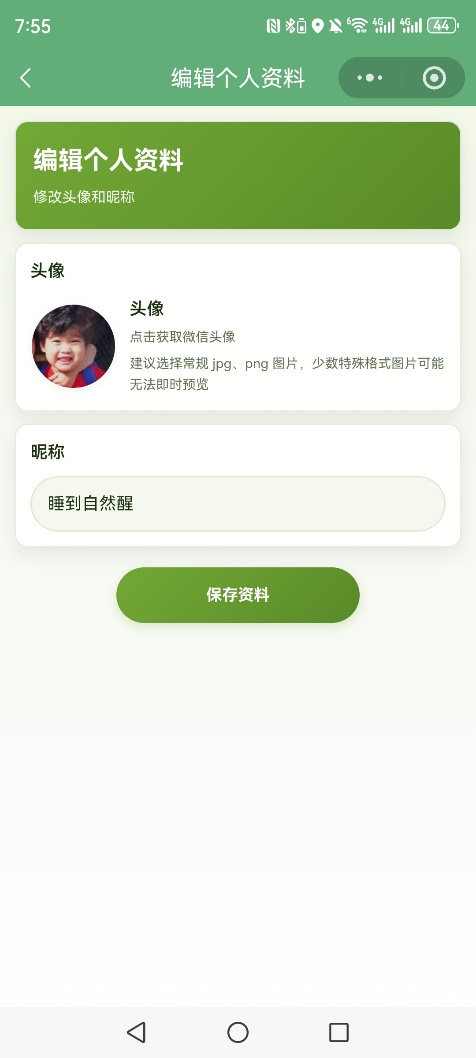 7:55
6 4G 4G 44
编辑个人资料
编辑个人资料
修改头像和昵称
头像
头像
点击获取微信头像
建议选择常规 jpg、png 图片，少数特殊格式图片可能
无法即时预览
昵称
睡到自然醒
保存资料